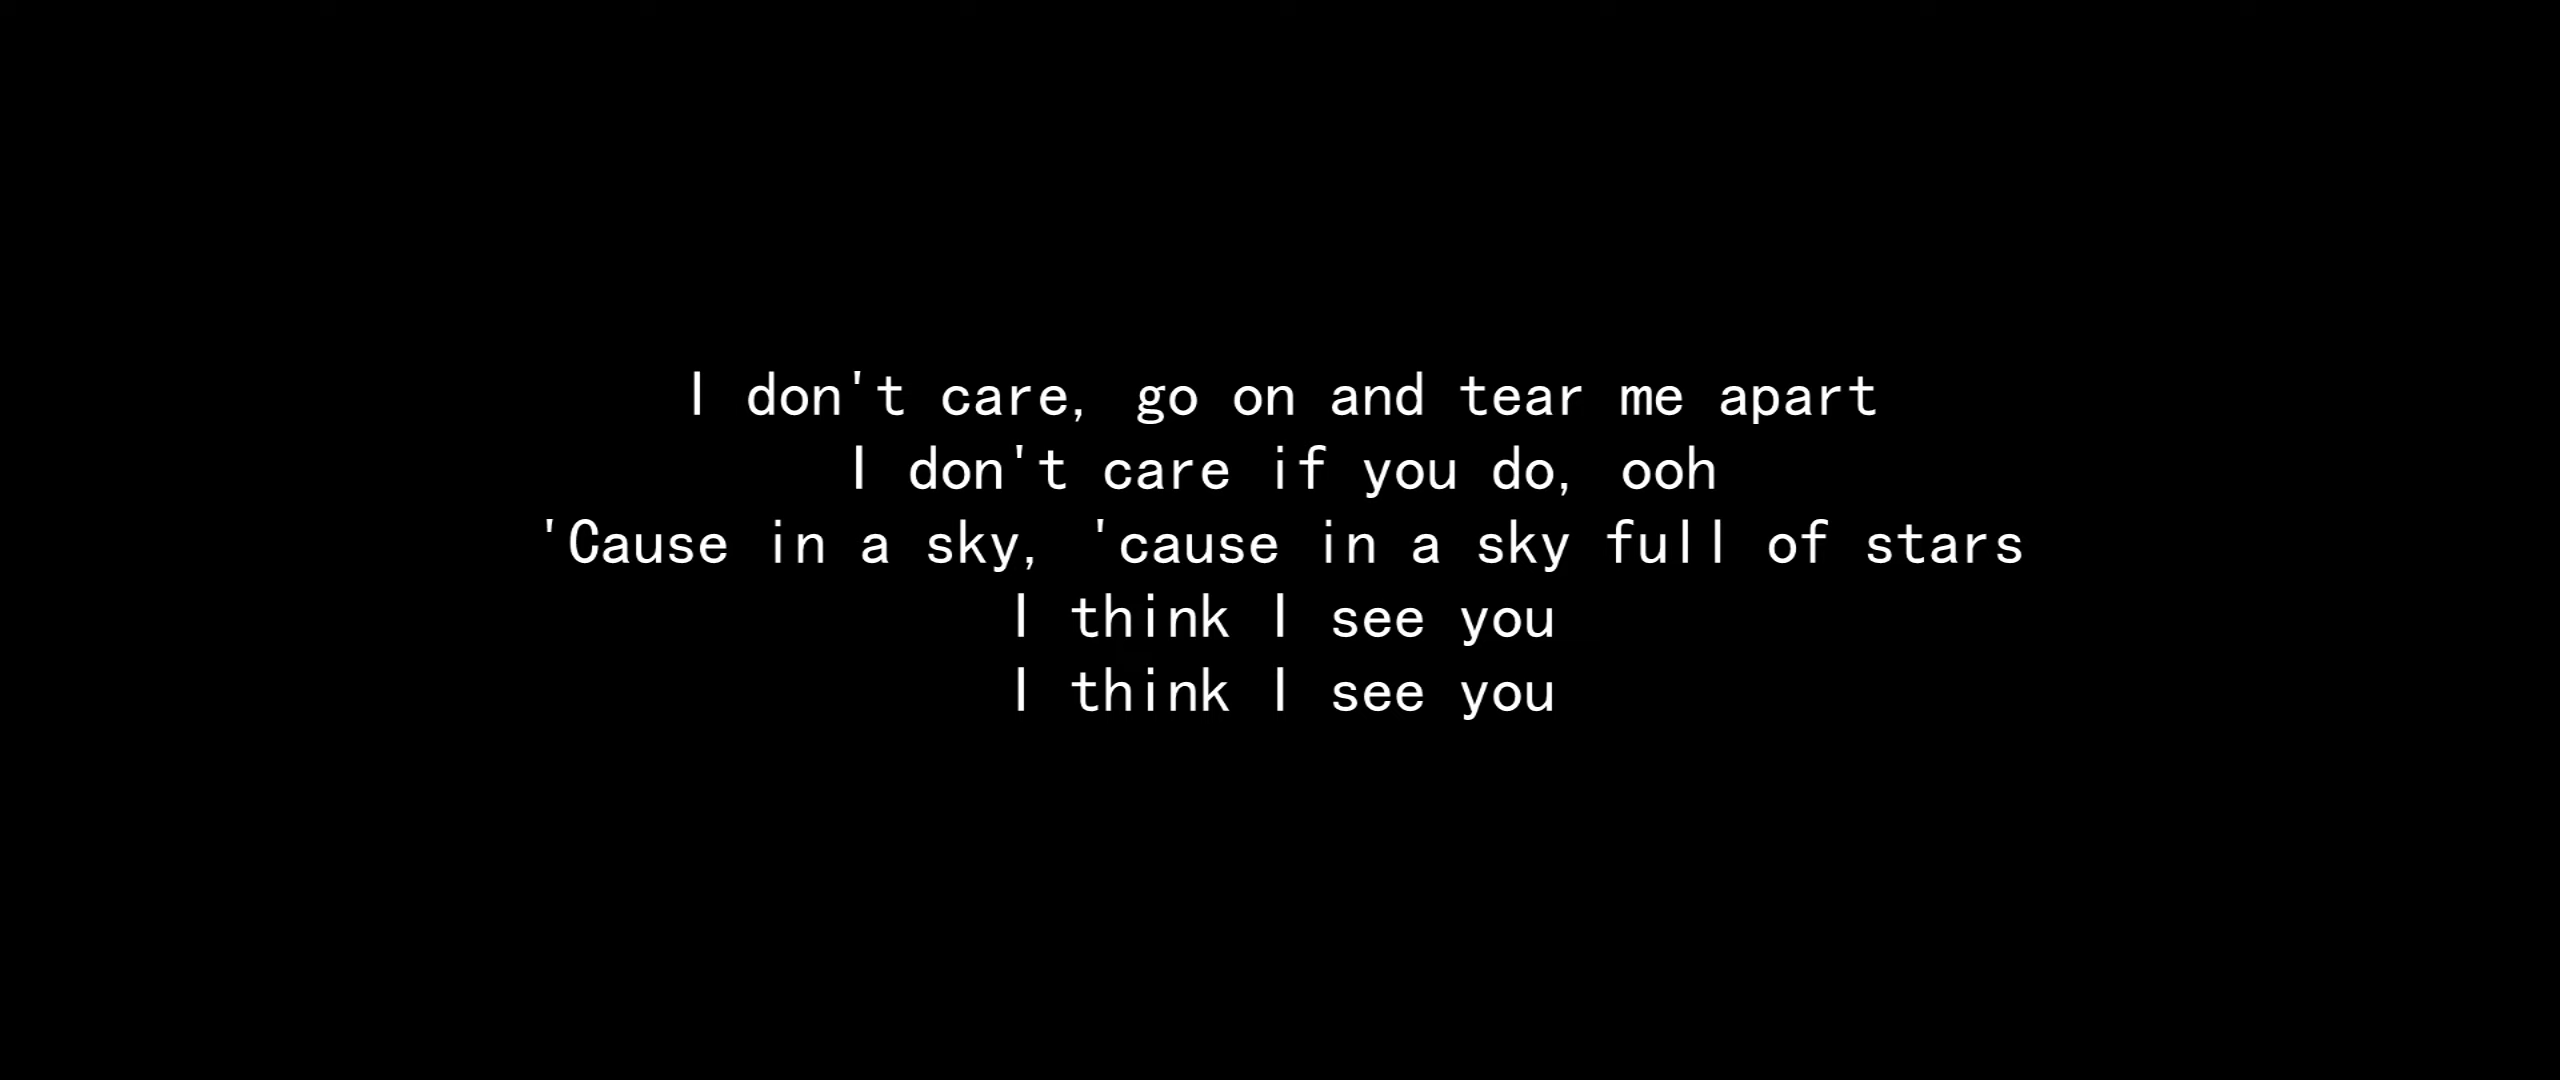 I don't care, go on and tear me apart
I don't care if you do, ooh
'Cause in a sky, 'cause in a sky full of stars
I think I see you
I think I see you